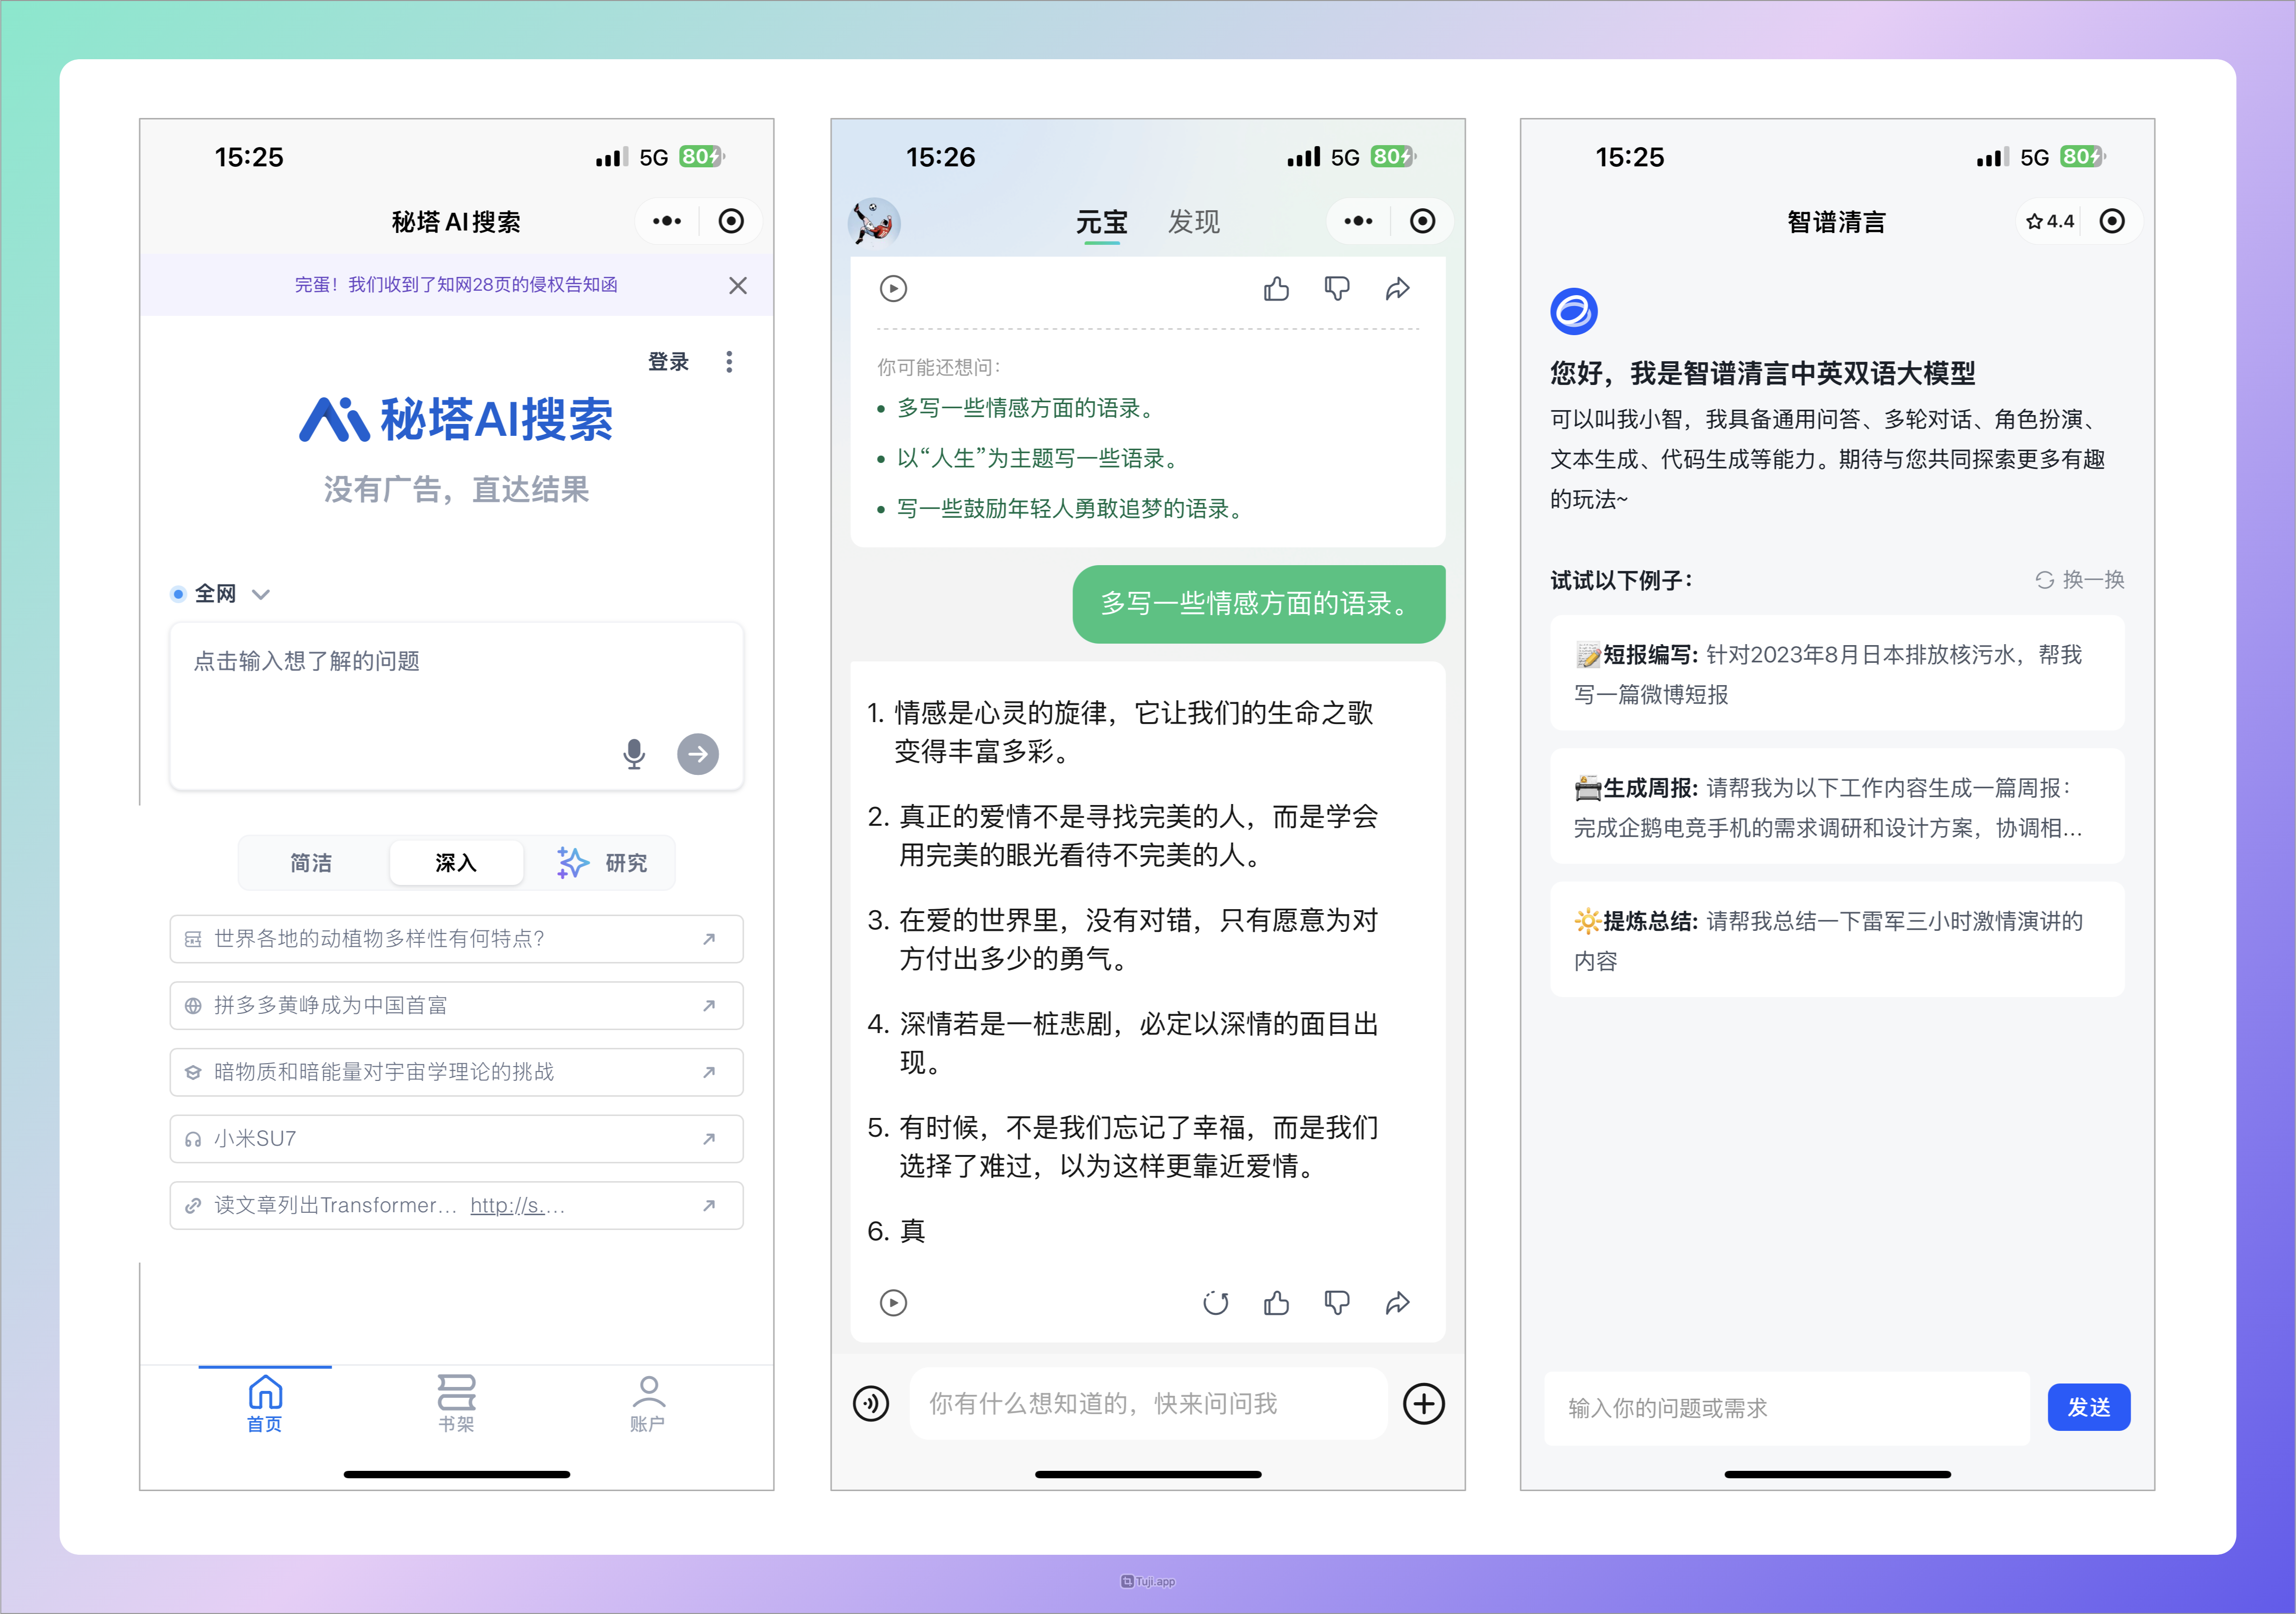 15:25
5G 80
秘塔AI搜索
完蛋！我们收到了知网28页的侵权告知函
登录
秘塔AI搜索
没有广告，直达结果
全网
点击输入想了解的问题
简洁 深入 研究
世界各地的动植物多样性有何特点?
拼多多黄峥成为中国首富
暗物质和暗能量对宇宙学理论的挑战
小米SU7
读文章列出Transformer... http://s....
首页 书架 账户
15:26
5G 80
元宝 发现
你可能还想问：
多写一些情感方面的语录。
以“人生”为主题写一些语录。
写一些鼓励年轻人勇敢追梦的语录。
多写一些情感方面的语录。
1. 情感是心灵的旋律，它让我们的生命之歌
变得丰富多彩。
2. 真正的爱情不是寻找完美的人，而是学会
用完美的眼光看待不完美的人。
3. 在爱的世界里，没有对错，只有愿意为对
方付出多少的勇气。
4. 深情若是一桩悲剧，必定以深情的面目出
现。
5. 有时候，不是我们忘记了幸福，而是我们
选择了难过，以为这样更靠近爱情。
6. 真
你有什么想知道的，快来问问我
15:25
5G 80
智谱清言
4.4
您好，我是智谱清言中英双语大模型
可以叫我小智，我具备通用问答、多轮对话、角色扮演、
文本生成、代码生成等能力。期待与您共同探索更多有趣
的玩法~
试试以下例子：
换一换
短报编写: 针对2023年8月日本排放核污水，帮我
写一篇微博短报
生成周报: 请帮我为以下工作内容生成一篇周报：
完成企鹅电竞手机的需求调研和设计方案，协调相...
提炼总结: 请帮我总结一下雷军三小时激情演讲的
内容
输入你的问题或需求
发送
Tuji.app